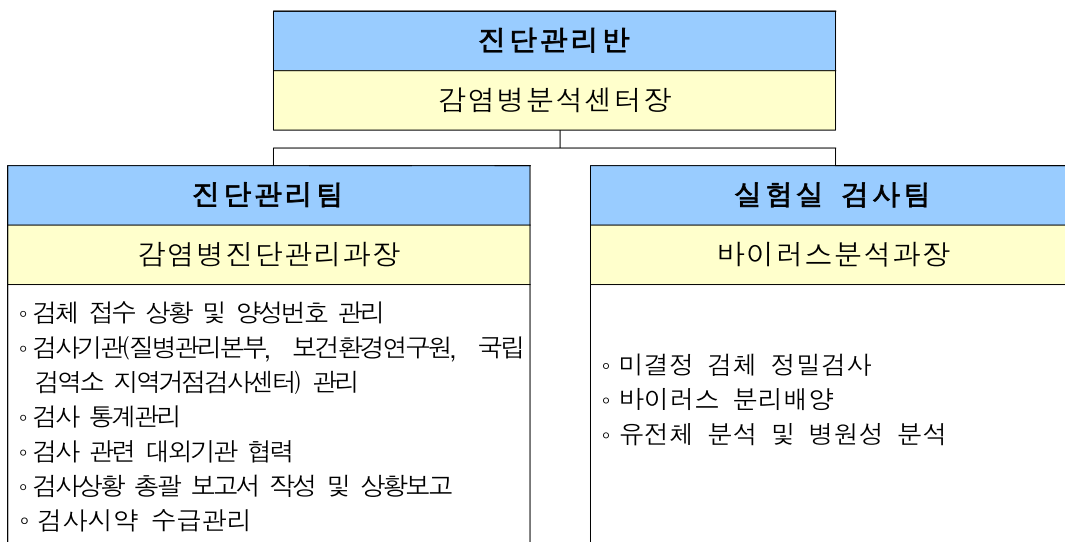 진단관리반
감염병분석센터장
진단관리팀
감염병진단관리과장
◦ 검체 접수 상황 및 양성번호 관리
◦ 검사기관(질병관리본부, 보건환경연구원, 국립
검역소 지역거점검사센터) 관리
◦ 검사 통계관리
◦ 검사 관련 대외기관 협력
◦ 검사상황 총괄 보고서 작성 및 상황보고
◦ 검사시약 수급관리
실험실 검사팀
바이러스분석과장
◦ 미결정 검체 정밀검사
◦ 바이러스 분리배양
◦ 유전체 분석 및 병원성 분석